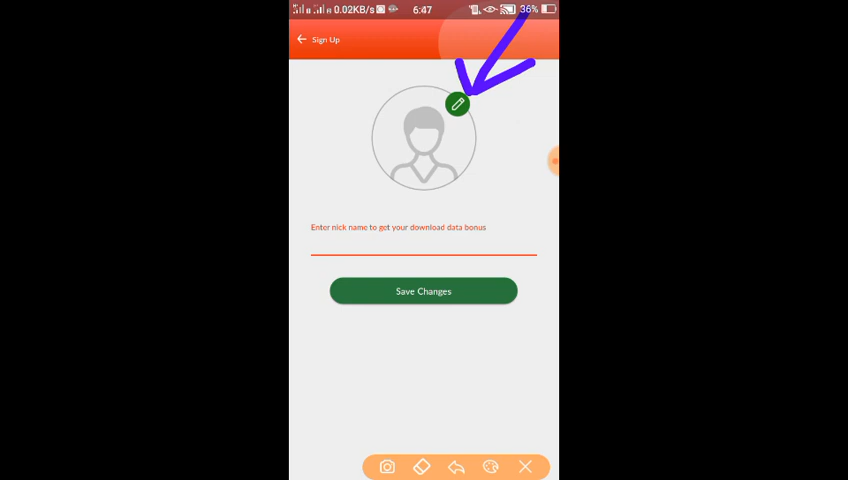 0.02KB/s 6:47 36%
Sign Up
Enter nick name to get your download data bonus
Save Changes